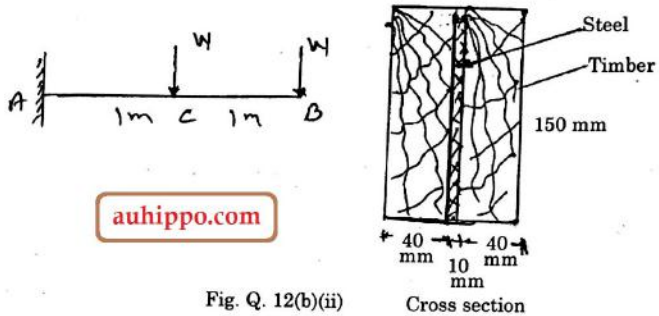 W
W
A
1m
C
1m
B
Steel
Timber
150 mm
auhippo.com
40
mm
10
mm
40
mm
Fig. Q. 12(b)(ii)
Cross section